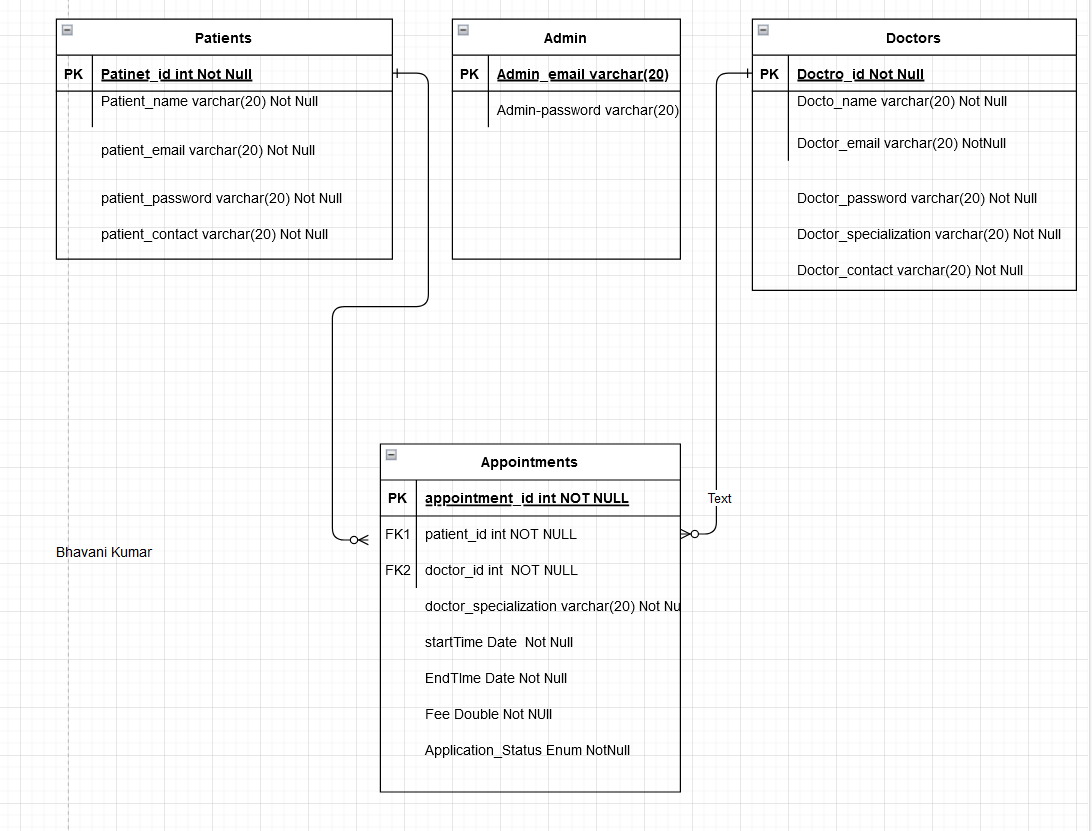 Patients
PK Patinet_id int Not Null
Patient_name varchar(20) Not Null
patient_email varchar(20) Not Null
patient_password varchar(20) Not Null
patient_contact varchar(20) Not Null
Admin
PK Admin_email varchar(20)
Admin-password varchar(20)
Doctors
PK Doctro_id Not Null
Docto_name varchar(20) Not Null
Doctor_email varchar(20) NotNull
Doctor_password varchar(20) Not Null
Doctor_specialization varchar(20) Not Null
Doctor_contact varchar(20) Not Null
Appointments
PK appointment_id int NOT NULL
FK1 patient_id int NOT NULL
FK2 doctor_id int NOT NULL
doctor_specialization varchar(20) Not Nu
startTime Date Not Null
EndTIme Date Not Null
Fee Double Not NUll
Application_Status Enum NotNull
Text
Bhavani Kumar